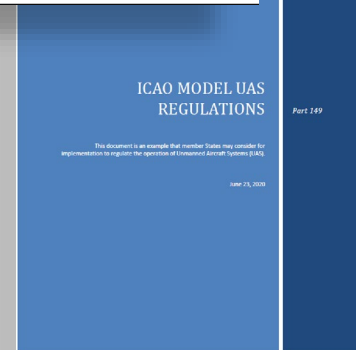 ICAO MODEL UAS
REGULATIONS
Part 149
This document is an example that member States may consider for
implementation to regulate the operation of Unmanned Aircraft Systems (UAS).
June 23, 2020